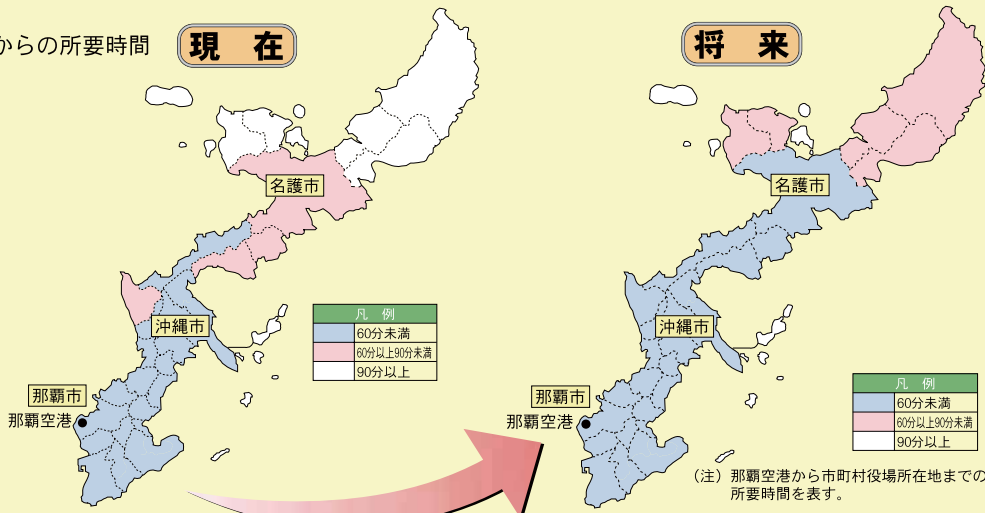 からの所要時間
現 在
将 来
名護市
沖縄市
那覇市
那覇空港
凡 例
60分未満
60分以上90分未満
90分以上
名護市
沖縄市
那覇市
那覇空港
凡 例
60分未満
60分以上90分未満
90分以上
(注) 那覇空港から市町村役場所在地までの
所要時間を表す。